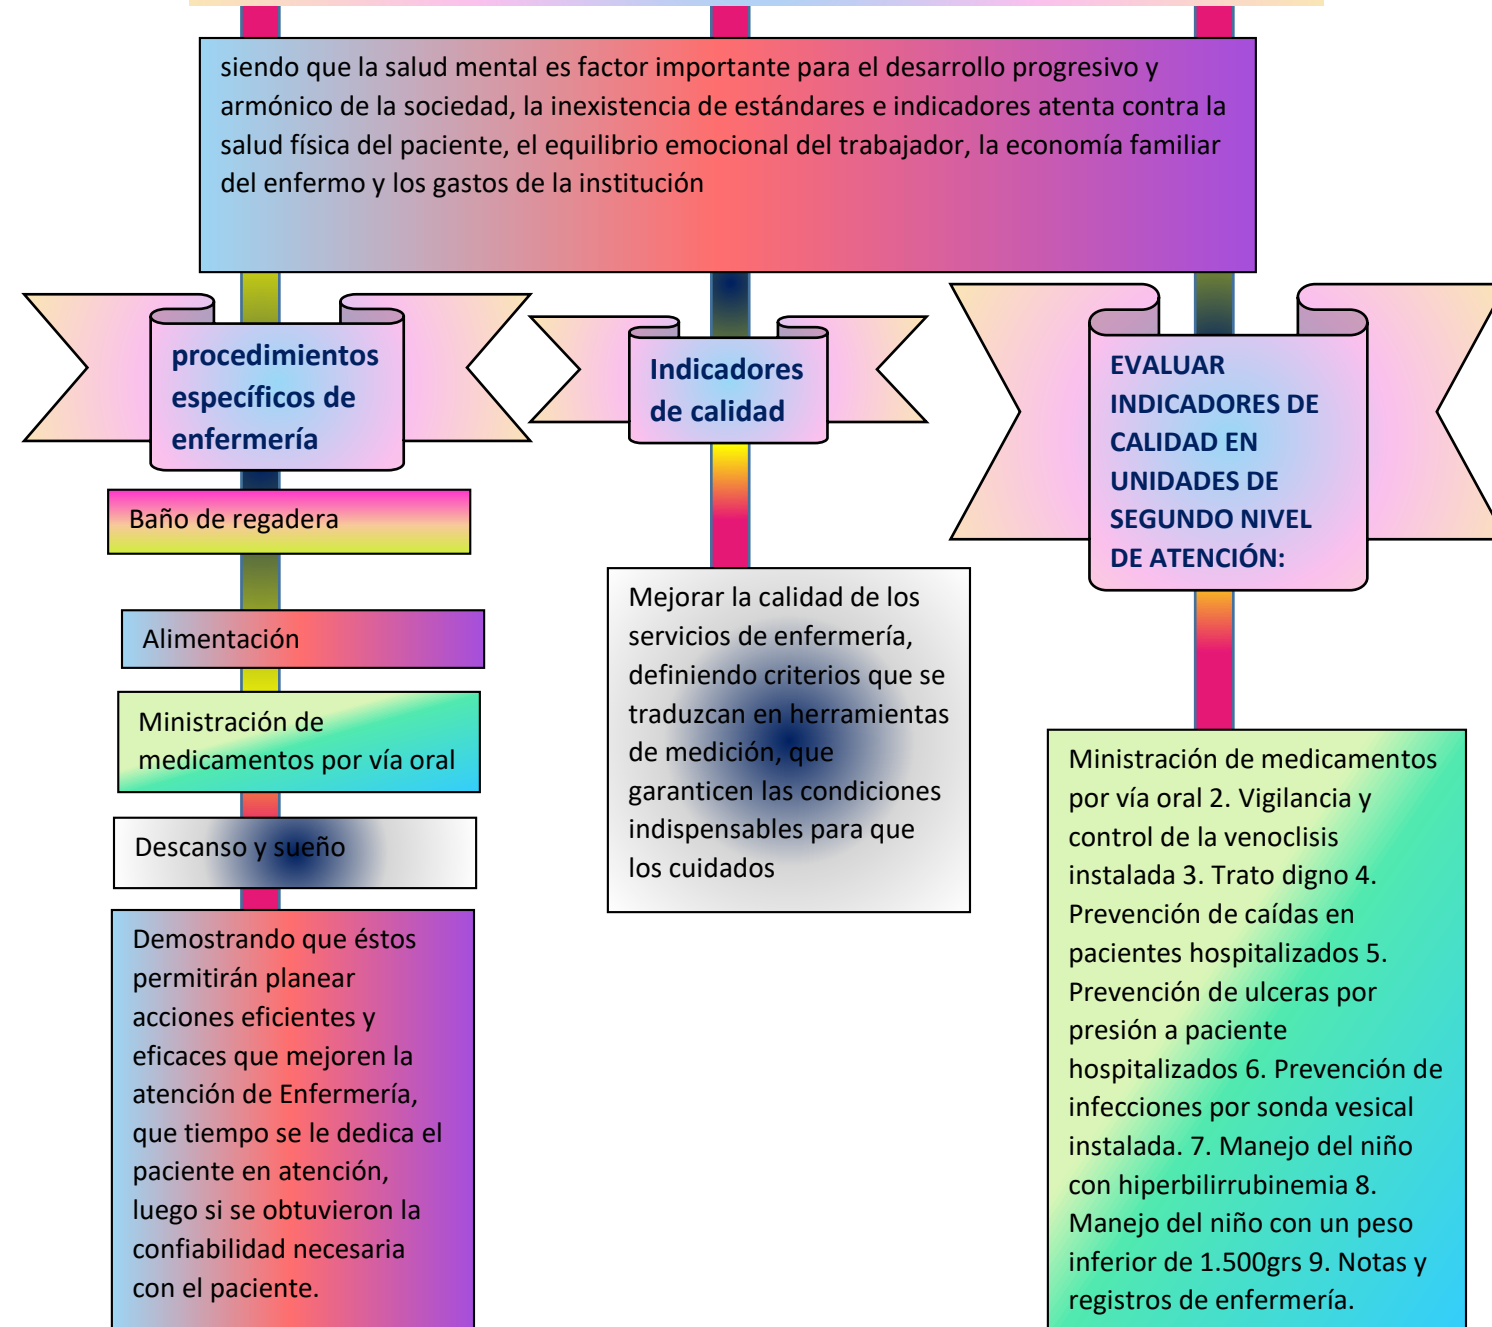 siendo que la salud mental es factor importante para el desarrollo progresivo y
armónico de la sociedad, la inexistencia de estándares e indicadores atenta contra la
salud física del paciente, el equilibrio emocional del trabajador, la economía familiar
del enfermo y los gastos de la institución
procedimientos
específicos de
enfermería
Baño de regadera
Alimentación
Ministración de
medicamentos por vía oral
Descanso y sueño
Demostrando que éstos
permitirán planear
acciones eficientes y
eficaces que mejoren la
atención de Enfermería,
que tiempo se le dedica el
paciente en atención,
luego si se obtuvieron la
confiabilidad necesaria
con el paciente.
Indicadores
de calidad
Mejorar la calidad de los
servicios de enfermería,
definiendo criterios que se
traduzcan en herramientas
de medición, que
garanticen las condiciones
indispensables para que
los cuidados
EVALUAR
INDICADORES DE
CALIDAD EN
UNIDADES DE
SEGUNDO NIVEL
DE ATENCIÓN:
Ministración de medicamentos
por vía oral 2. Vigilancia y
control de la venoclisis
instalada 3. Trato digno 4.
Prevención de caídas en
pacientes hospitalizados 5.
Prevención de ulceras por
presión a paciente
hospitalizados 6. Prevención de
infecciones por sonda vesical
instalada. 7. Manejo del niño
con hiperbilirrubinemia 8.
Manejo del niño con un peso
inferior de 1.500grs 9. Notas y
registros de enfermería.